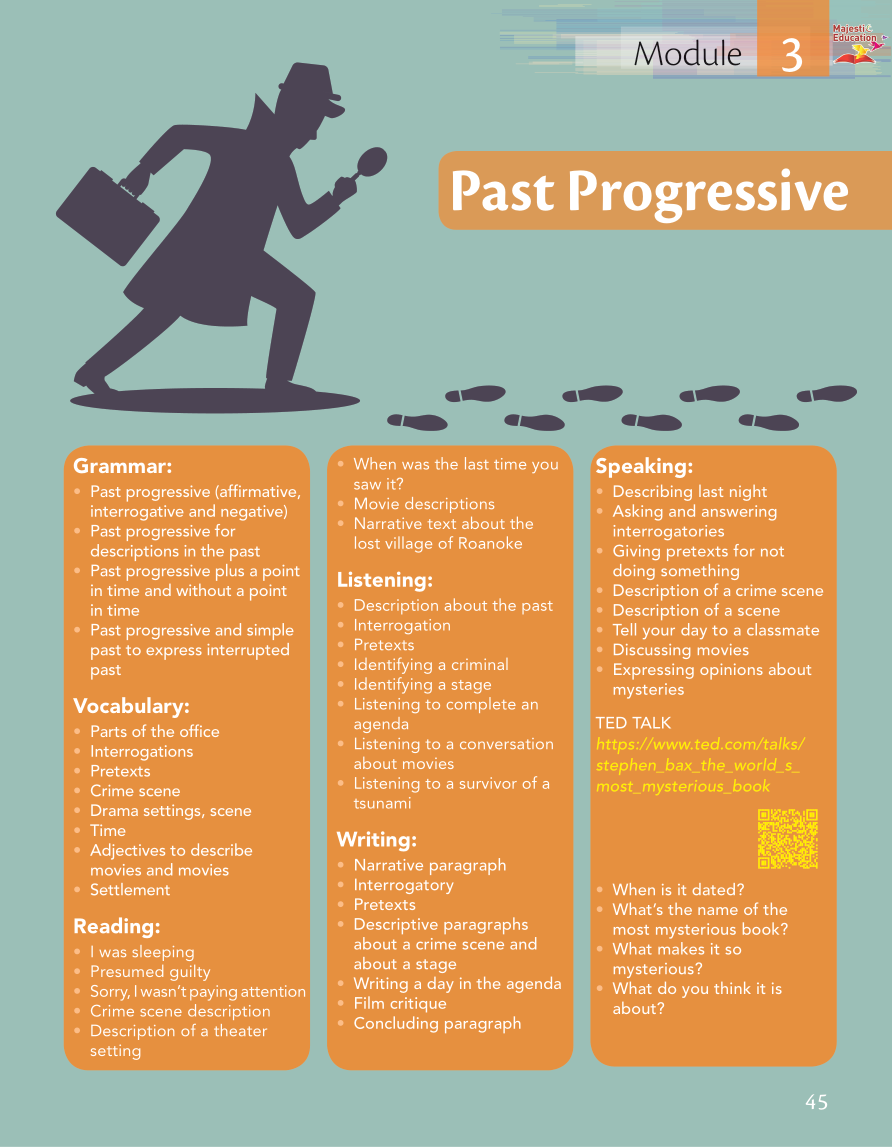 Module 3
Majestic
Education
Past Progressive
Grammar:
• Past progressive (affirmative,
interrogative and negative)
• Past progressive for
descriptions in the past
• Past progressive plus a point
in time and without a point
in time
• Past progressive and simple
past to express interrupted
past
Vocabulary:
• Parts of the office
• Interrogations
• Pretexts
• Crime scene
• Drama settings, scene
• Time
• Adjectives to describe
movies and movies
• Settlement
Reading:
• I was sleeping
• Presumed guilty
• Sorry, I wasn't paying attention
• Crime scene description
• Description of a theater
setting
• When was the last time you
saw it?
• Movie descriptions
• Narrative text about the
lost village of Roanoke
Listening:
• Description about the past
• Interrogation
• Pretexts
• Identifying a criminal
• Identifying a stage
• Listening to complete an
agenda
• Listening to a conversation
about movies
• Listening to a survivor of a
tsunami
Writing:
• Narrative paragraph
• Interrogatory
• Pretexts
• Descriptive paragraphs
about a crime scene and
about a stage
• Writing a day in the agenda
• Film critique
• Concluding paragraph
Speaking:
• Describing last night
• Asking and answering
interrogatories
• Giving pretexts for not
doing something
• Description of a crime scene
• Description of a scene
• Tell your day to a classmate
• Discussing movies
• Expressing opinions about
mysteries
TED TALK
https://www.ted.com/talks/
stephen_bax_the_world_s_
most_mysterious_book
• When is it dated?
• What's the name of the
most mysterious book?
• What makes it so
mysterious?
• What do you think it is
about?
45